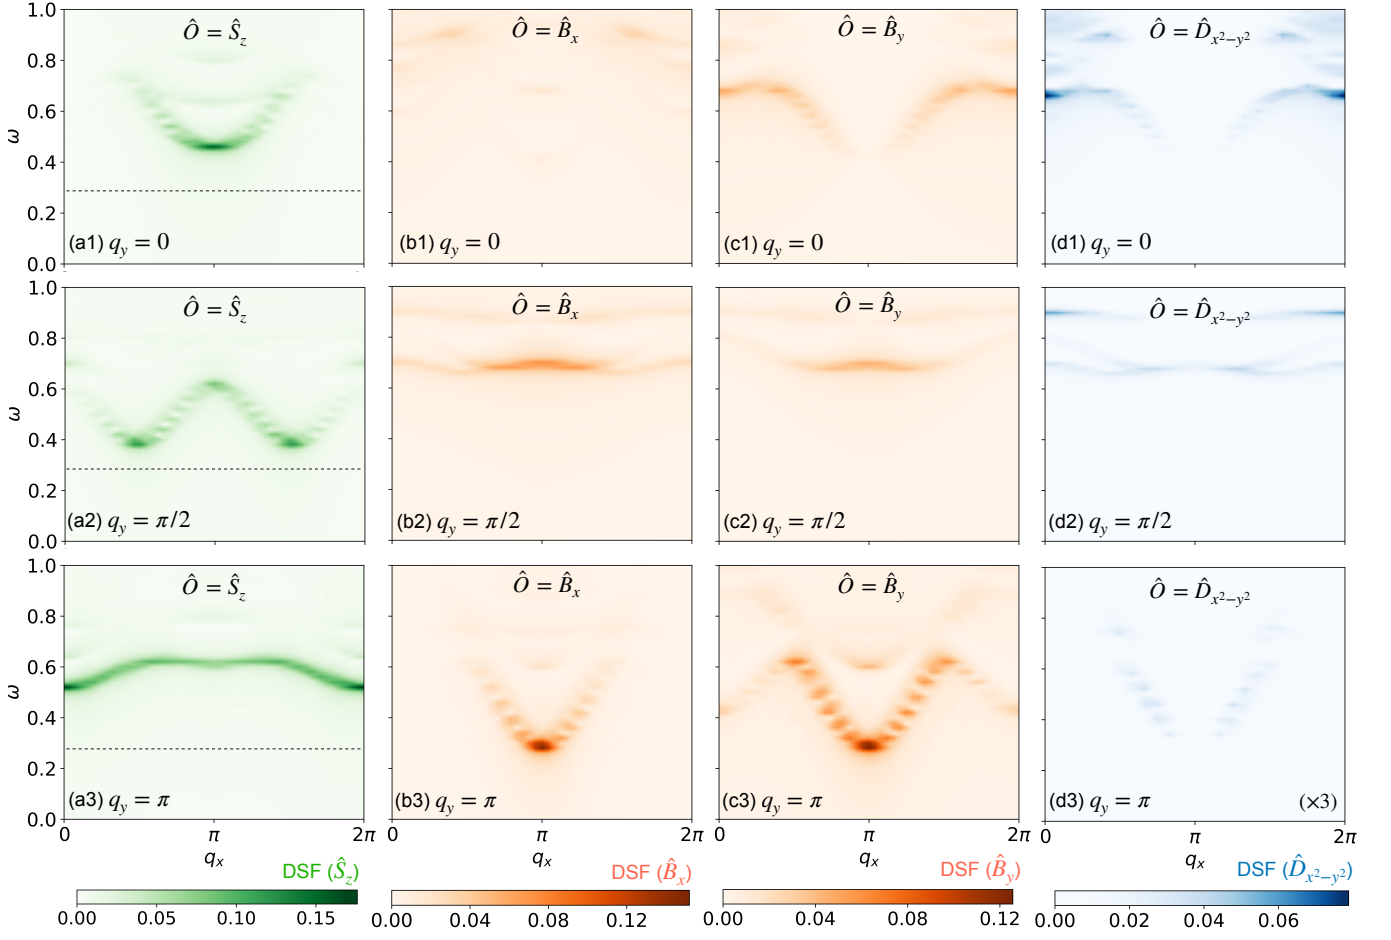 1.0
0.8
0.6
0.4
0.2
0.0
ω
Ô = Ŝ_z
(a1) q_y = 0
Ô = B̂_x
(b1) q_y = 0
Ô = B̂_y
(c1) q_y = 0
Ô = D̂_{x²−y²}
(d1) q_y = 0
1.0
0.8
0.6
0.4
0.2
0.0
ω
Ô = Ŝ_z
(a2) q_y = π/2
Ô = B̂_x
(b2) q_y = π/2
Ô = B̂_y
(c2) q_y = π/2
Ô = D̂_{x²−y²}
(d2) q_y = π/2
1.0
0.8
0.6
0.4
0.2
0.0
ω
Ô = Ŝ_z
(a3) q_y = π
0 π 2π
q_x
Ô = B̂_x
(b3) q_y = π
0 π 2π
q_x
Ô = B̂_y
(c3) q_y = π
0 π 2π
q_x
Ô = D̂_{x²−y²}
(d3) q_y = π
(×3)
0 π 2π
q_x
DSF (Ŝ_z)
0.00 0.05 0.10 0.15
DSF (B̂_x)
0.00 0.04 0.08 0.12
DSF (B̂_y)
0.00 0.04 0.08 0.12
DSF (D̂_{x²−y²})
0.00 0.02 0.04 0.06